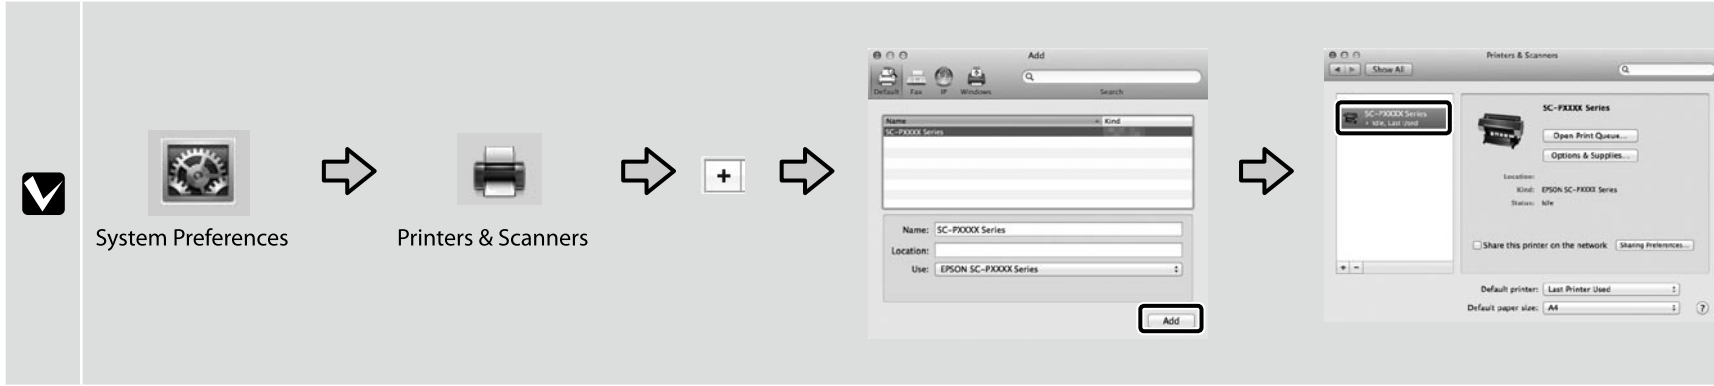 System Preferences
Printers & Scanners
+
Add
Default Fax IP Windows
Search
Name Kind
SC-PXXXX Series
Name: SC-PXXXX Series
Location:
Use: EPSON SC-PXXXX Series
Add
Printers & Scanners
Show All
SC-PXXXX Series
• Idle, Last Used
SC-PXXXX Series
Open Print Queue...
Options & Supplies...
Location:
Kind: EPSON SC-PXXXX Series
Status: Idle
Share this printer on the network Sharing Preferences...
+ −
Default printer: Last Printer Used
Default paper size: A4
?